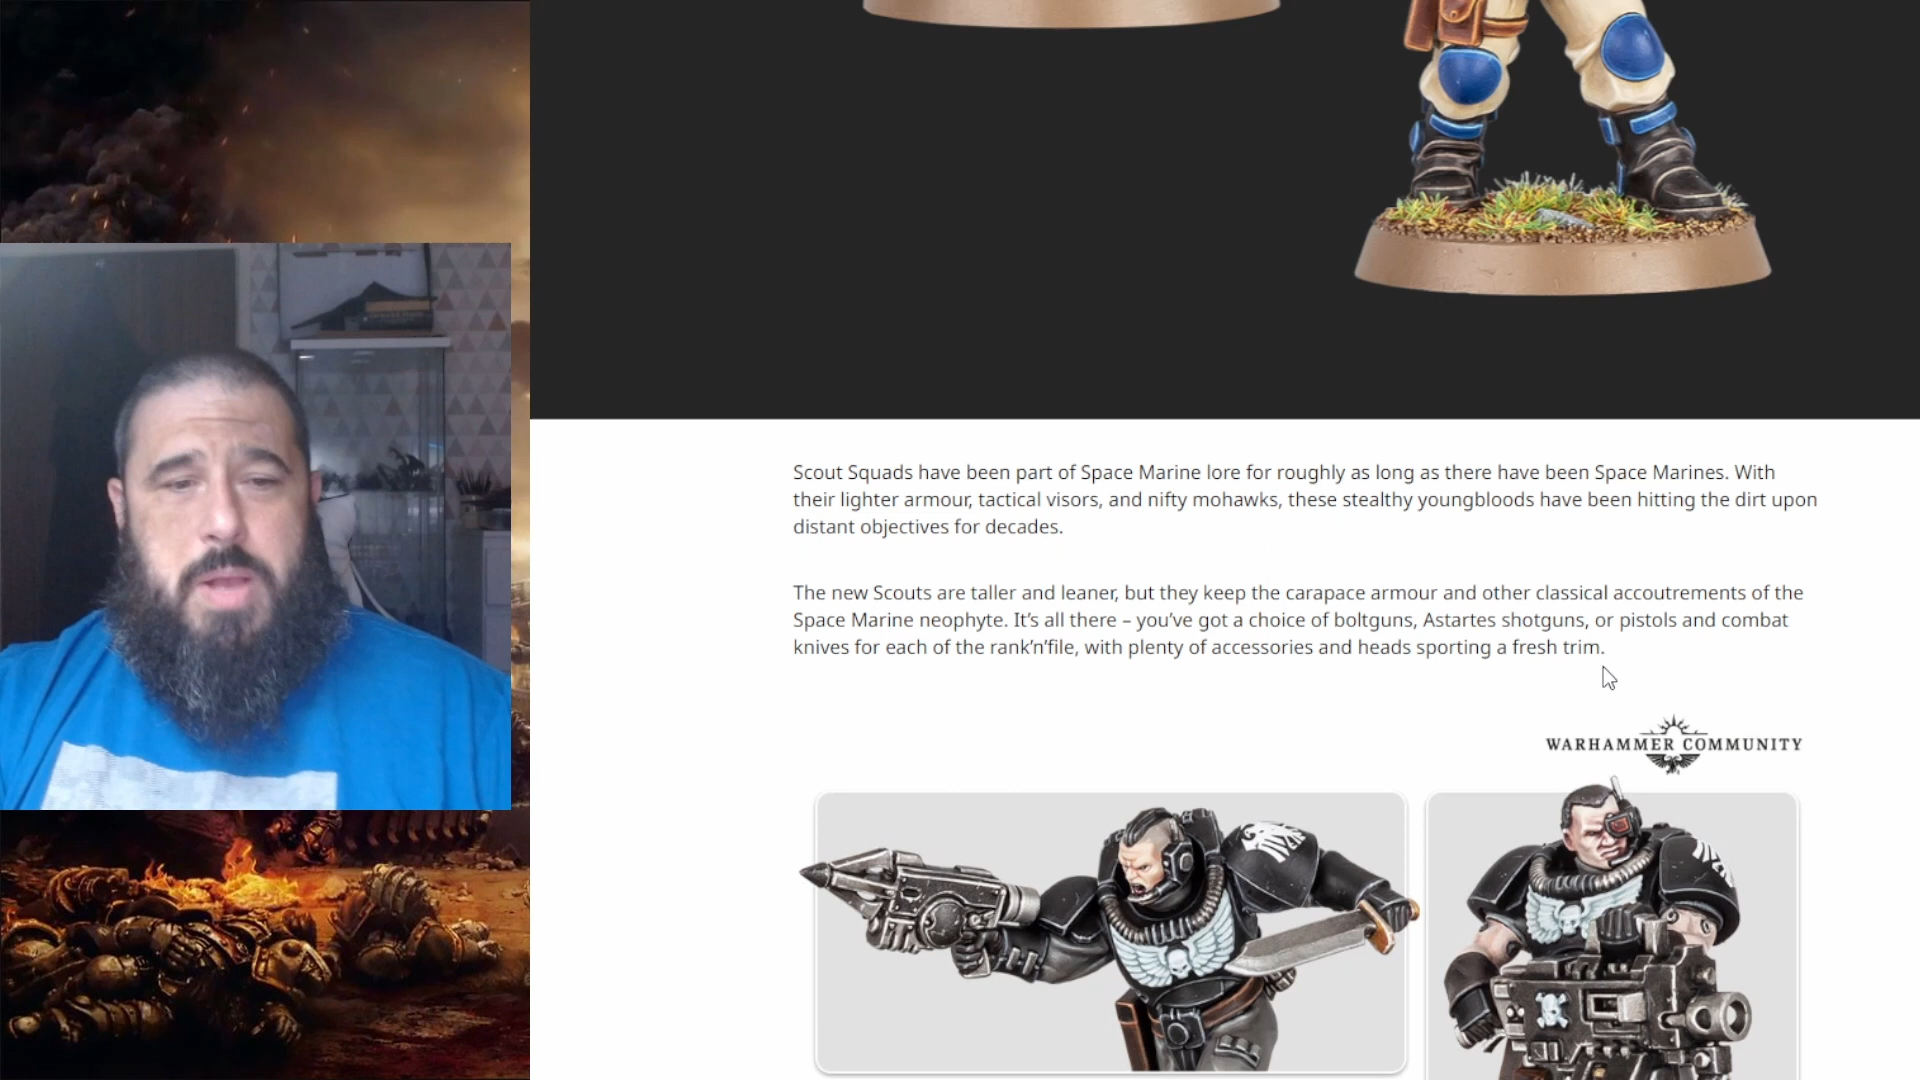 Scout Squads have been part of Space Marine lore for roughly as long as there have been Space Marines. With
their lighter armour, tactical visors, and nifty mohawks, these stealthy youngbloods have been hitting the dirt upon
distant objectives for decades.
The new Scouts are taller and leaner, but they keep the carapace armour and other classical accoutrements of the
Space Marine neophyte. It’s all there – you’ve got a choice of boltguns, Astartes shotguns, or pistols and combat
knives for each of the rank’n’file, with plenty of accessories and heads sporting a fresh trim.
WARHAMMER COMMUNITY